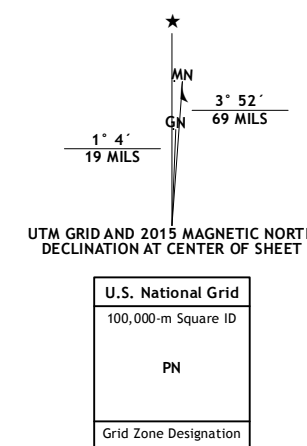 MN
3° 52´
GN
69 MILS
1° 4´
19 MILS
UTM GRID AND 2015 MAGNETIC NORTH
DECLINATION AT CENTER OF SHEET
U.S. National Grid
100,000-m Square ID
PN
Grid Zone Designation